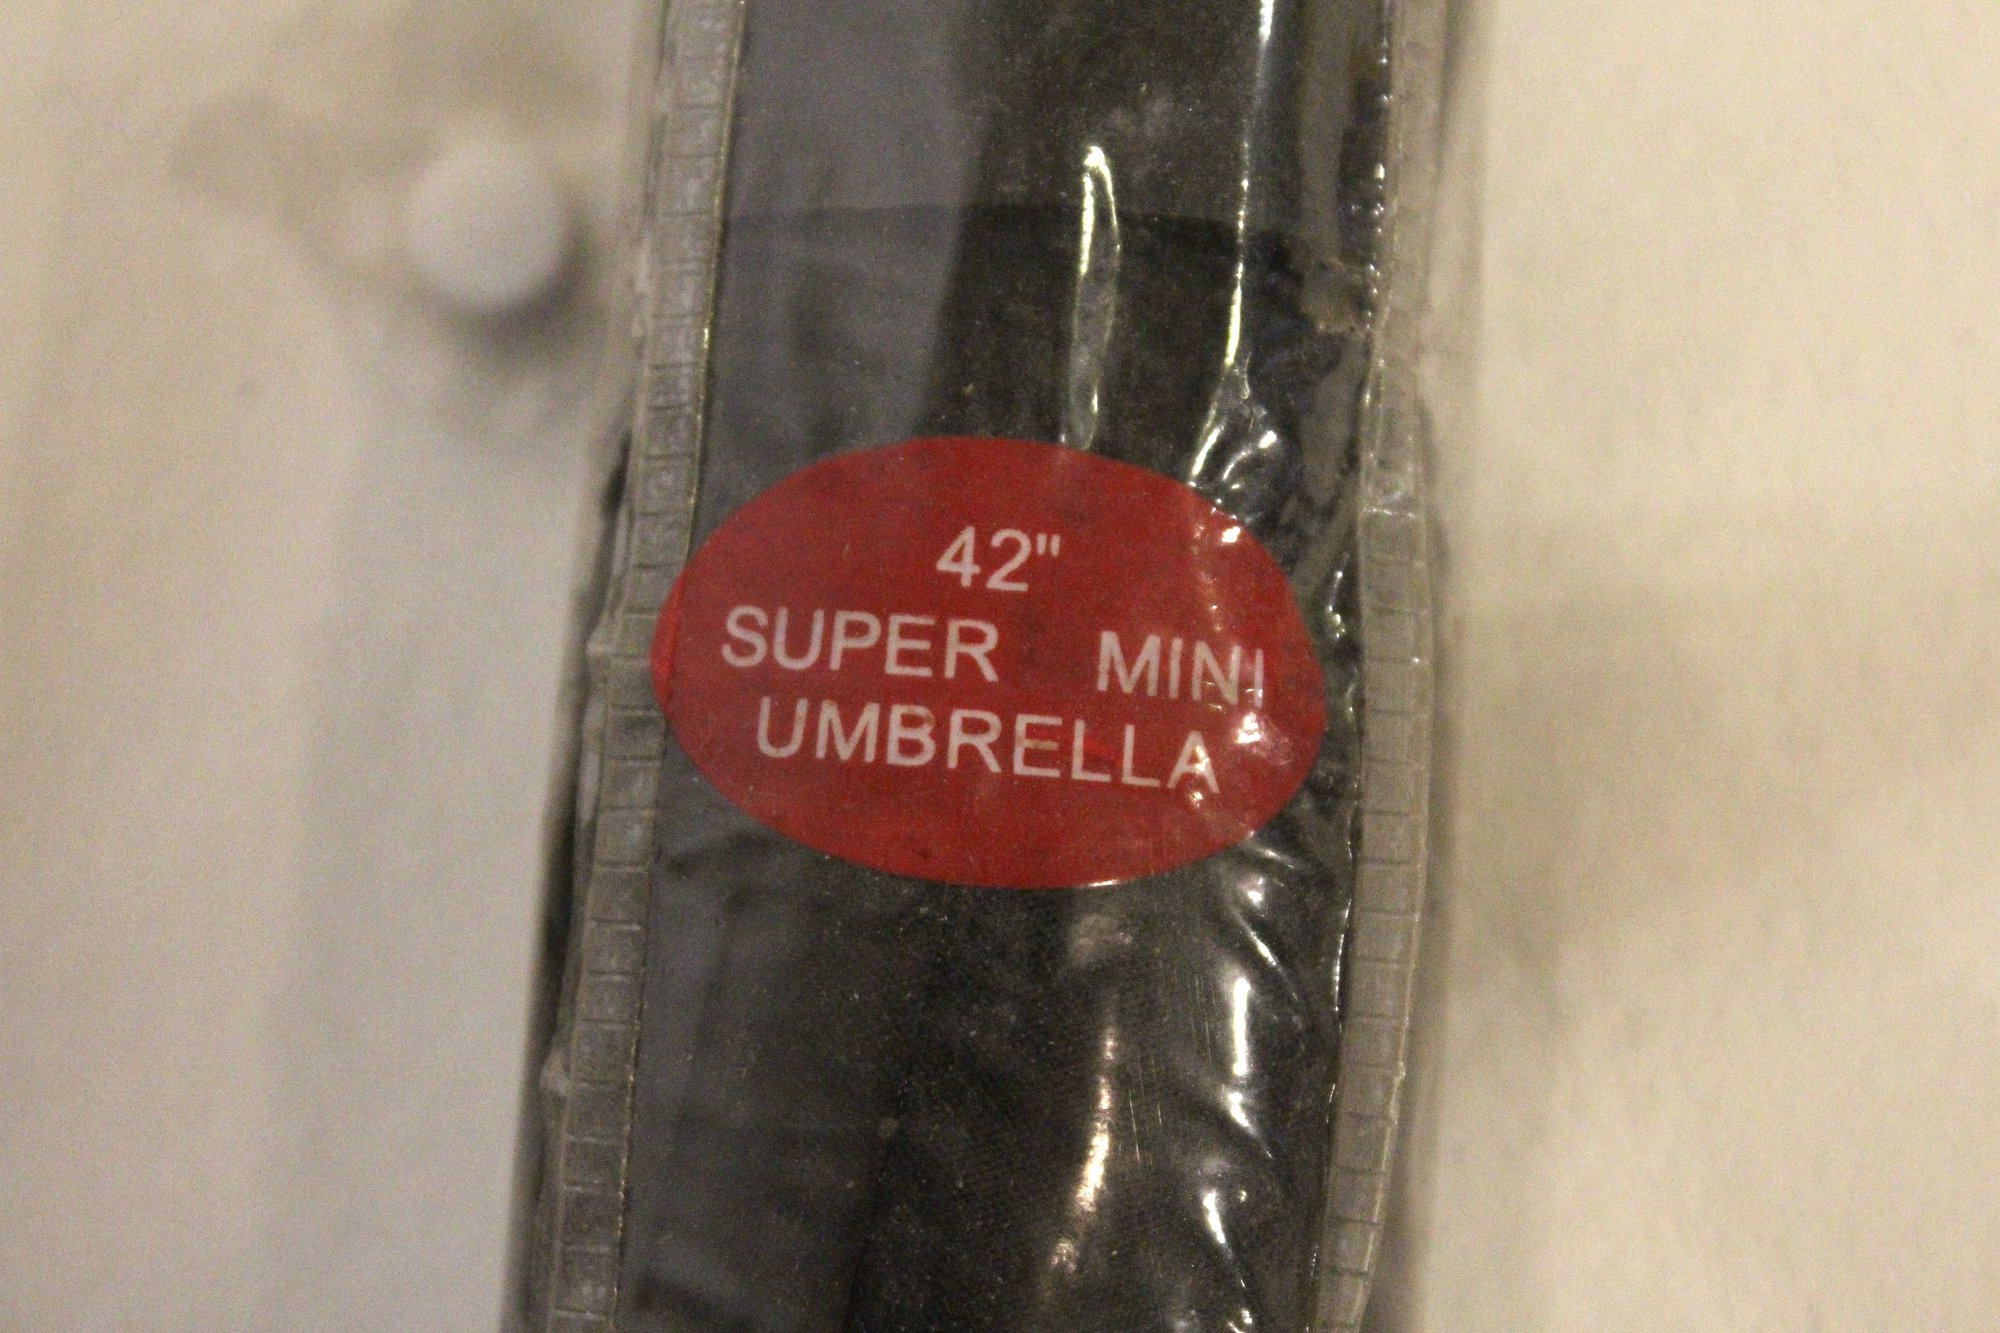 42"
SUPER MINI
UMBRELLA